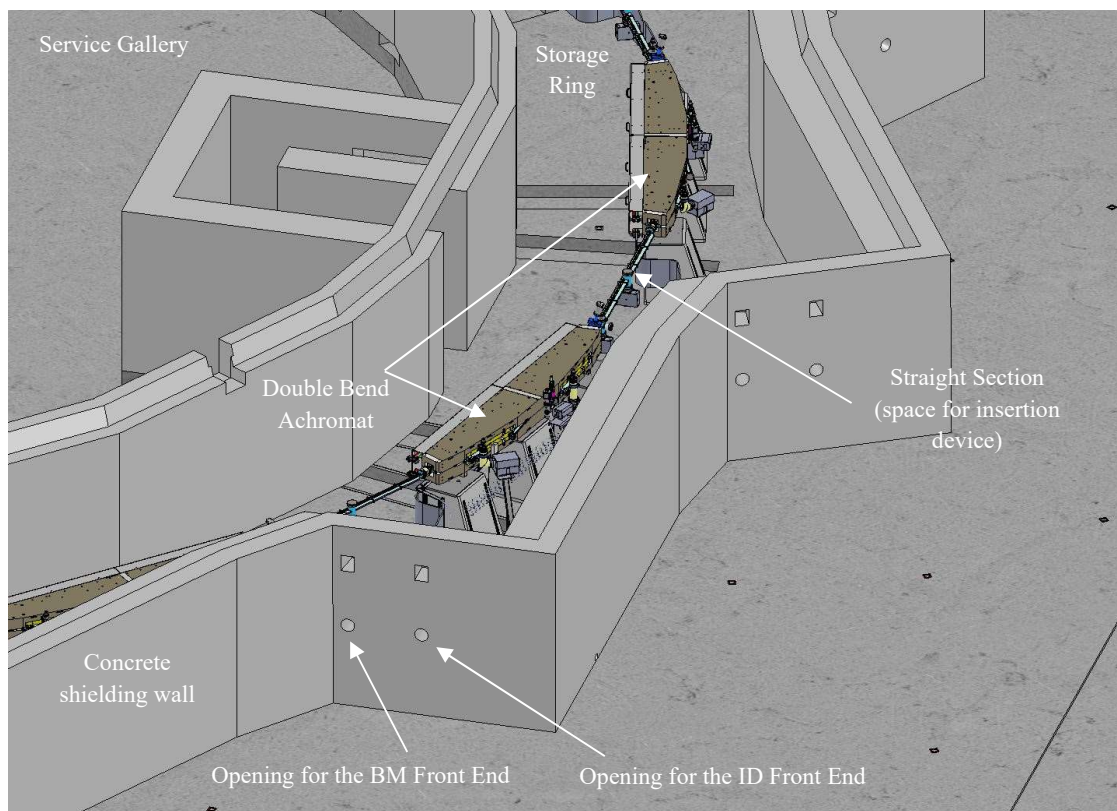 Service Gallery
Storage
Ring
Double Bend
Achromat
Straight Section
(space for insertion
device)
Concrete
shielding wall
Opening for the BM Front End
Opening for the ID Front End